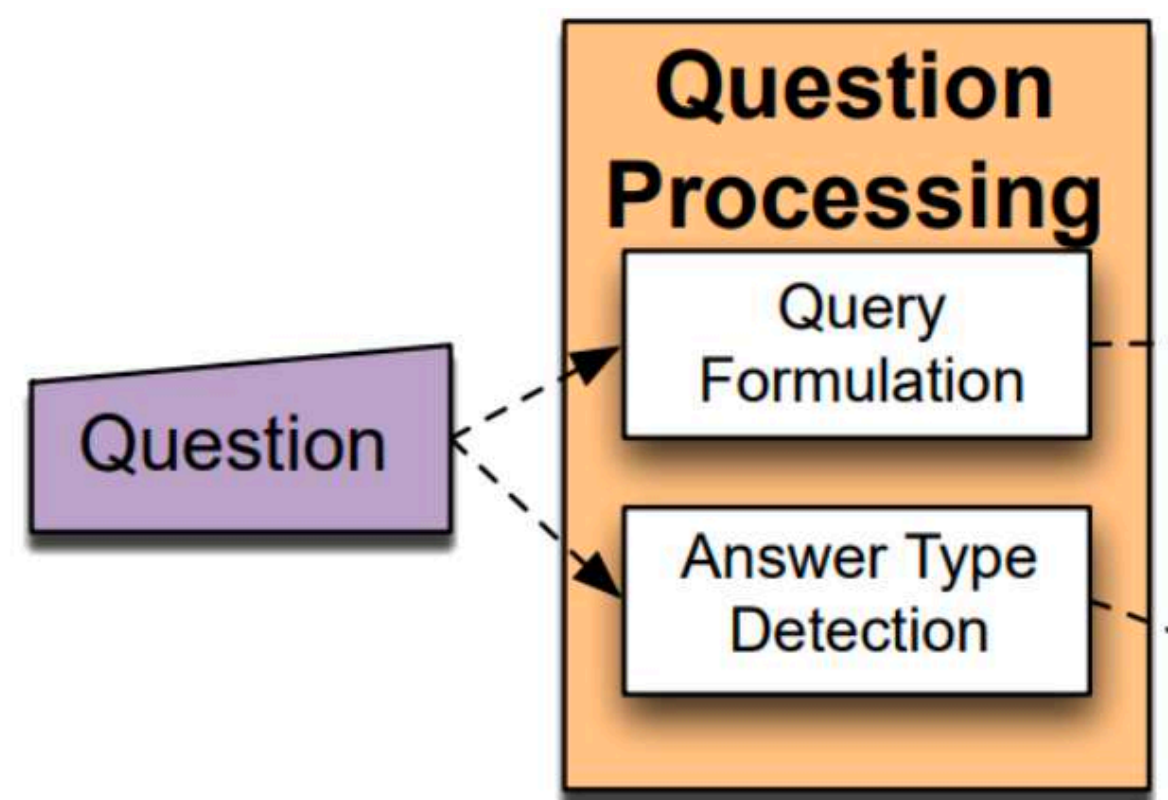 Question
Processing
Query
Formulation
Question
Answer Type
Detection